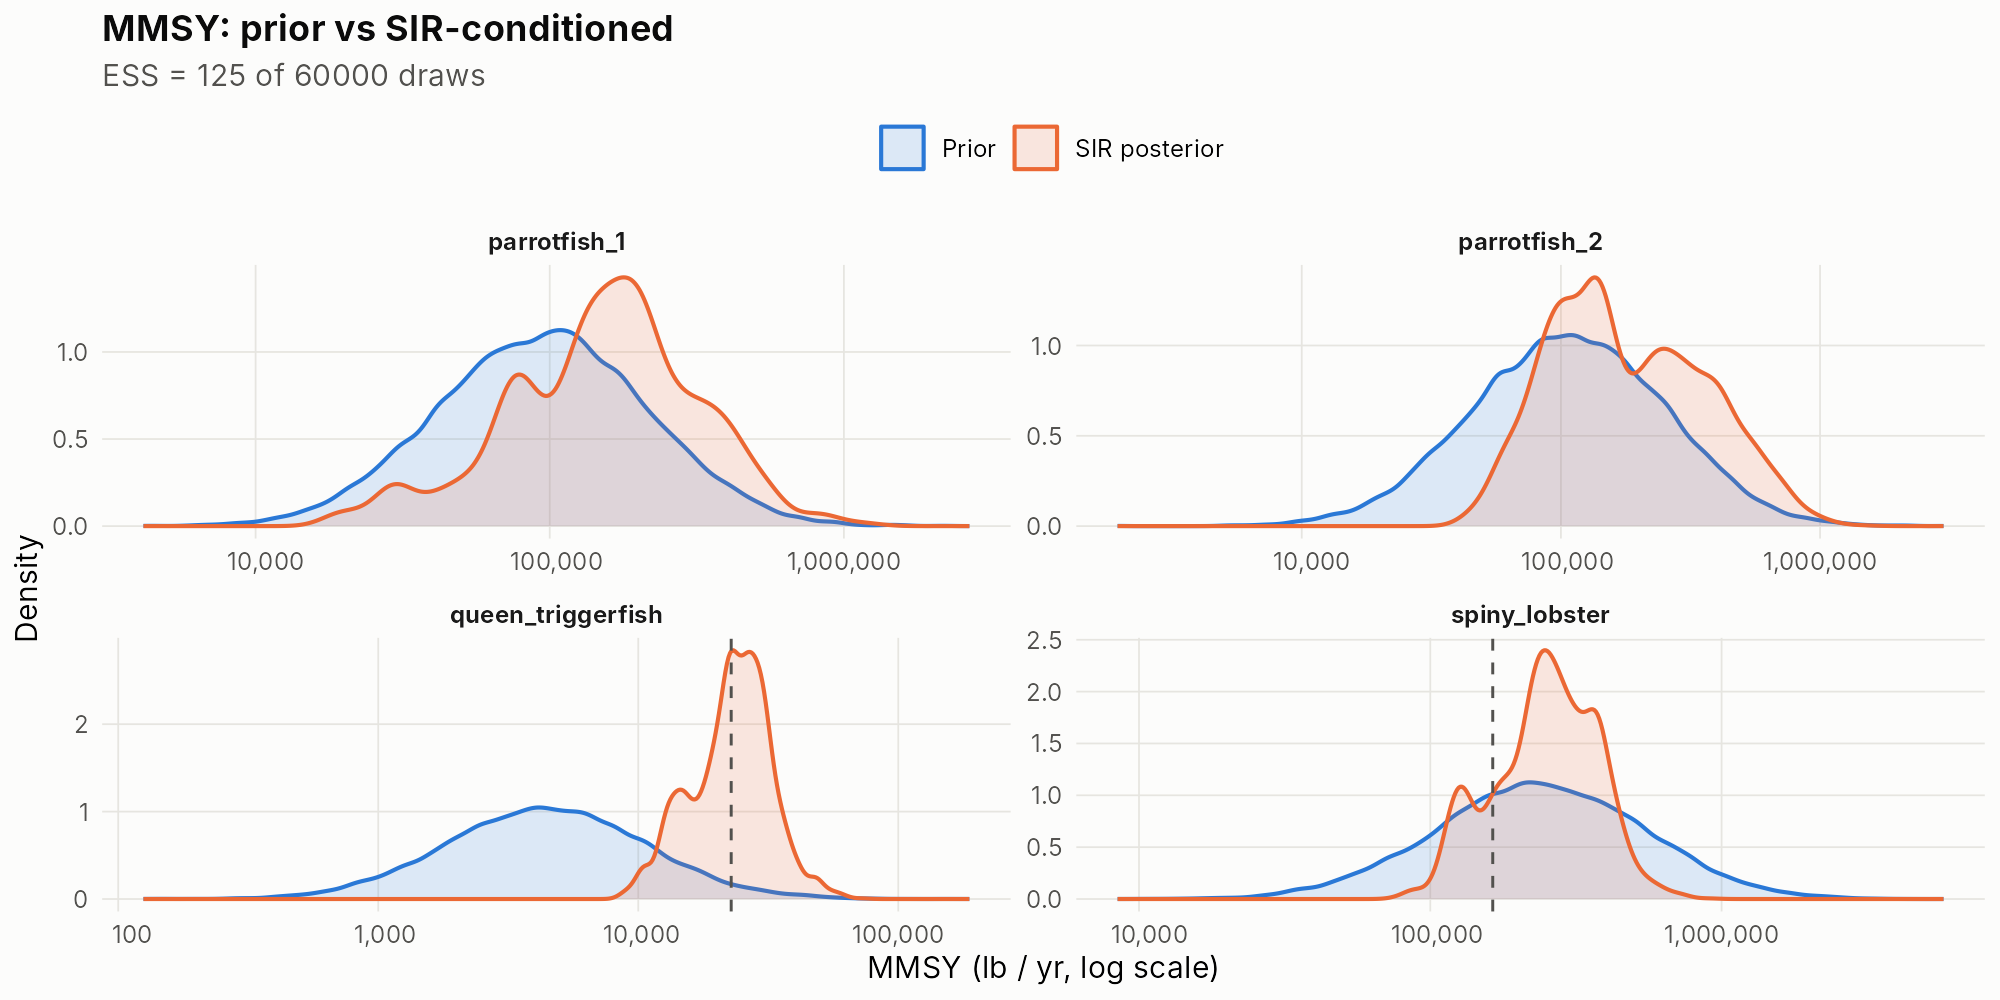 MMSY: prior vs SIR-conditioned
ESS = 125 of 60000 draws
Prior
SIR posterior
parrotfish_1
parrotfish_2
1.0
0.5
0.0
10,000
100,000
1,000,000
1.0
0.5
0.0
10,000
100,000
1,000,000
Density
queen_triggerfish
spiny_lobster
2
1
0
100
1,000
10,000
100,000
2.5
2.0
1.5
1.0
0.5
0.0
10,000
100,000
1,000,000
MMSY (lb / yr, log scale)